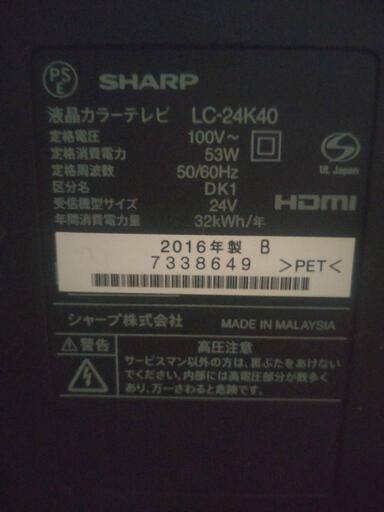 PS E
SHARP
液晶カラーテレビ LC-24K40
定格電圧 100V～
定格消費電力 53W
定格周波数 50/60Hz
区分名 DK1
受信機型サイズ 24V
年間消費電力量 32kWh/年
UL Japan
HDMI
2016年製 B
7338649 >PET<
シャープ株式会社 MADE IN MALAYSIA
警告 高圧注意
サービスマン以外の方は、裏ぶたをあけない
でください。内部には高電圧部分が数多く
あり、万一さわると危険です。